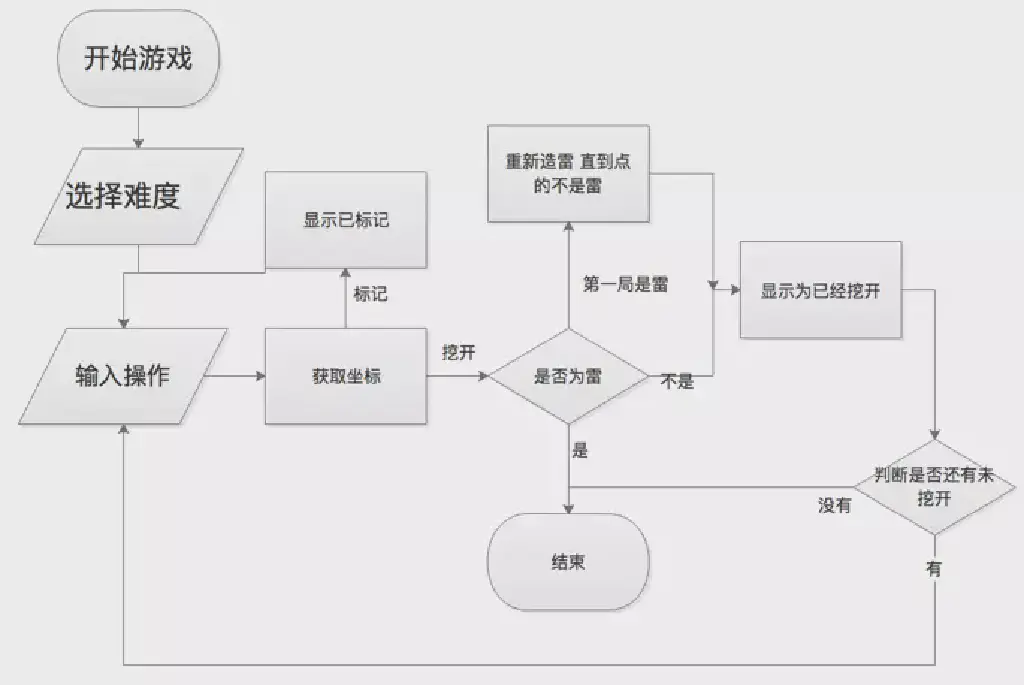 开始游戏
选择难度
重新造雷 直到点
的不是雷
显示已标记
标记
第一局是雷
显示为已经挖开
输入操作
获取坐标
挖开
是否为雷
不是
是
判断是否还有未
挖开
没有
有
结束